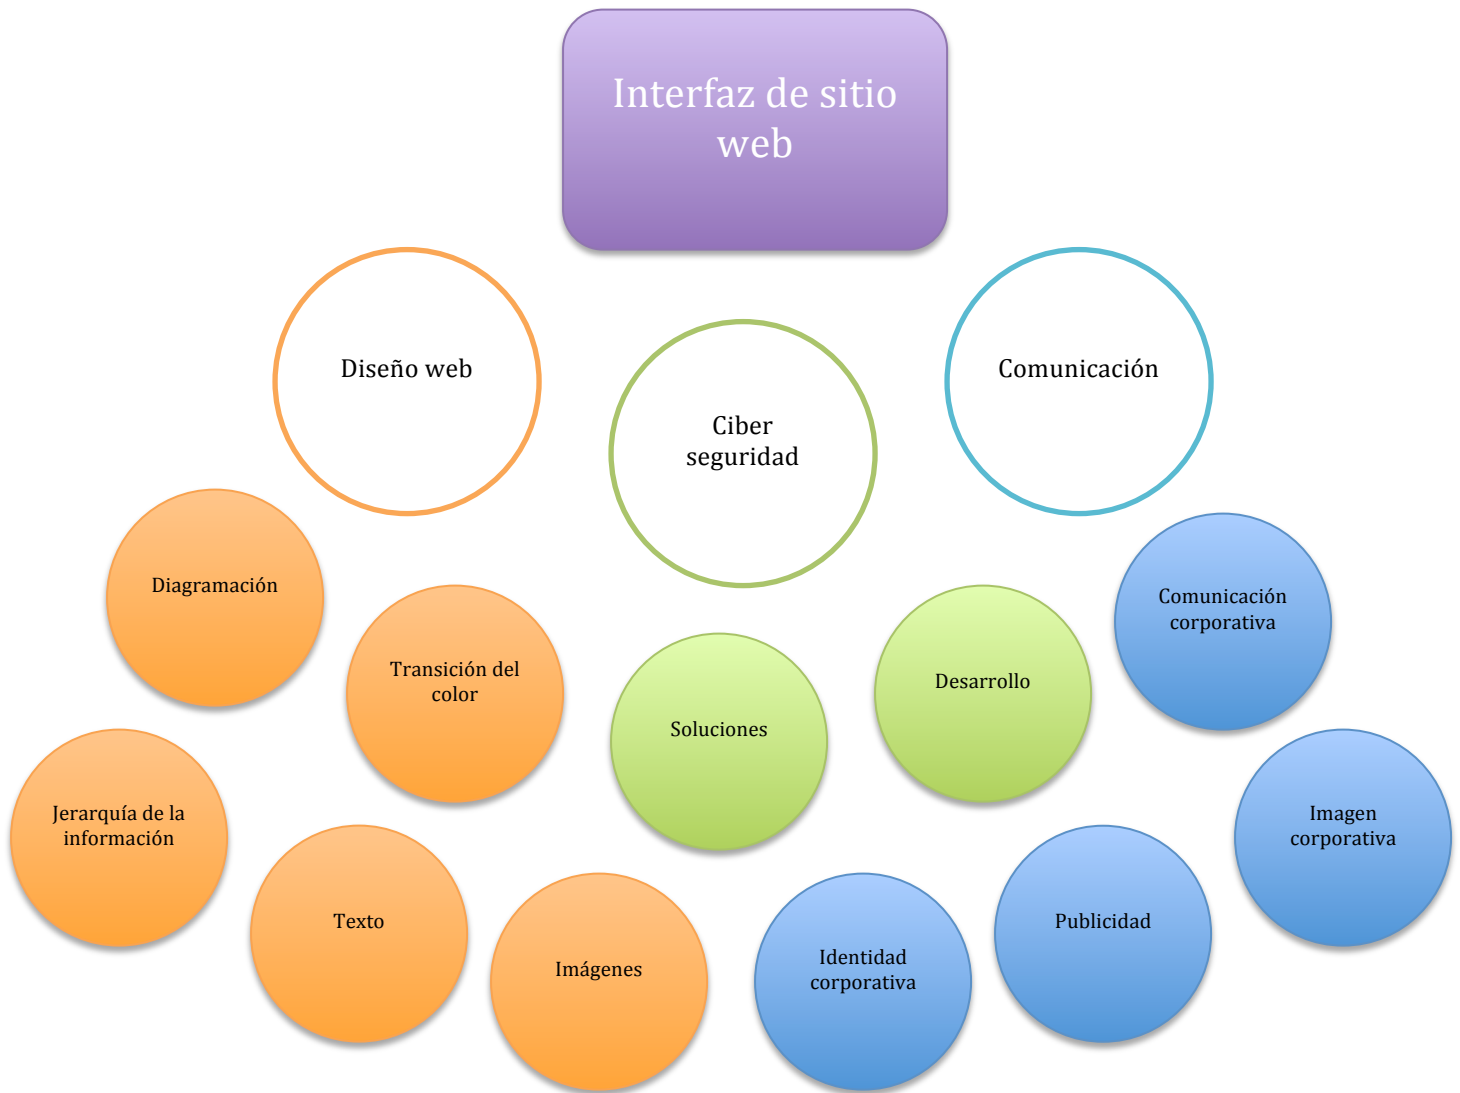 Interfaz de sitio
web
Diseño web
Ciber
seguridad
Comunicación
Diagramación
Transición del
color
Soluciones
Desarrollo
Comunicación
corporativa
Jerarquía de la
información
Texto
Imágenes
Identidad
corporativa
Publicidad
Imagen
corporativa